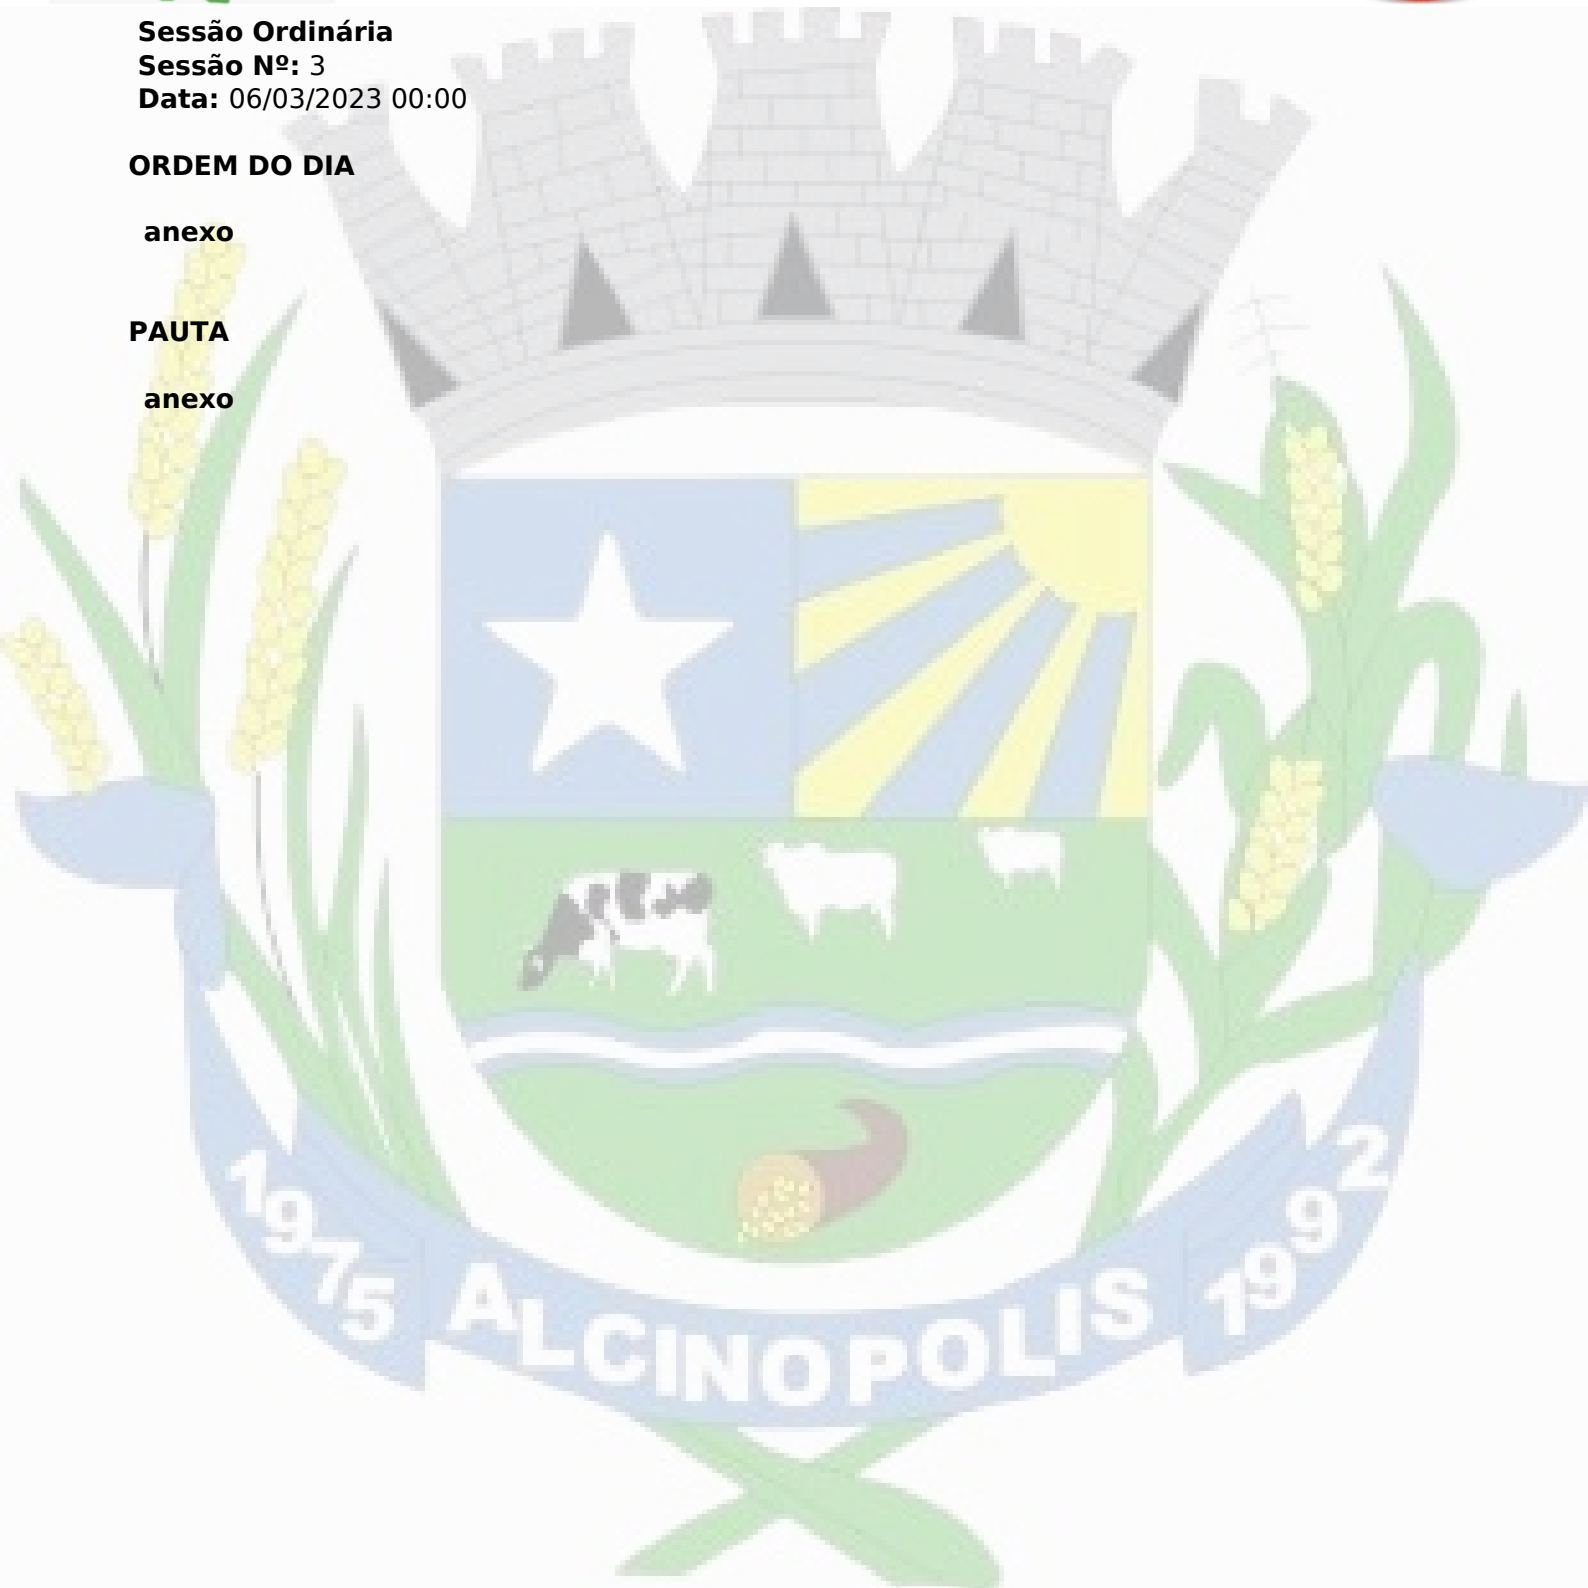 Sessão Ordinária
Sessão Nº: 3
Data: 06/03/2023 00:00
ORDEM DO DIA
anexo
PAUTA
anexo
1975 ALCINOPOLIS 1992